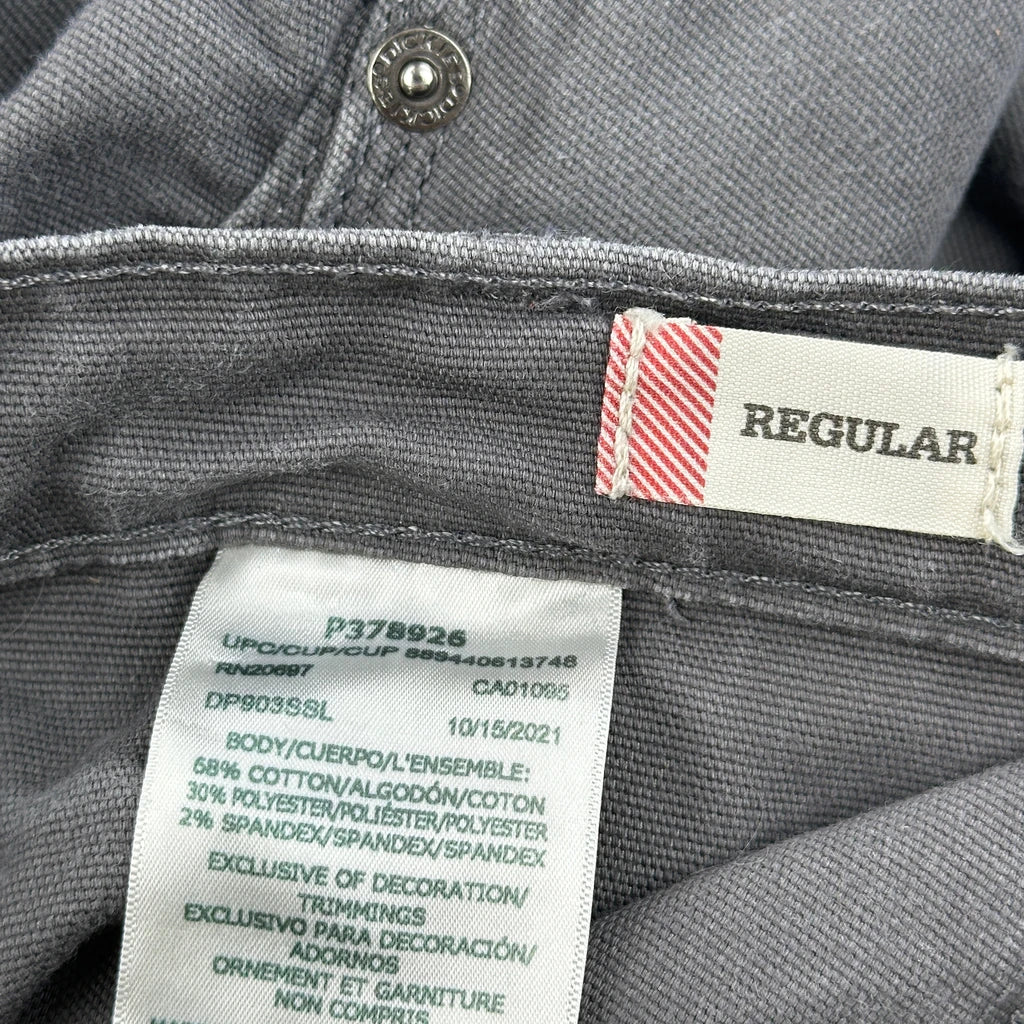 DICKIES DICKIES
REGULAR
P378926
UPC/CUP/CUP 889440613748
RN20697
CA01095
DP903SSL
10/15/2021
BODY/CUERPO/L'ENSEMBLE:
68% COTTON/ALGODÓN/COTON
30% POLYESTER/POLIÉSTER/POLYESTER
2% SPANDEX/SPANDEX/SPANDEX
EXCLUSIVE OF DECORATION/
TRIMMINGS
EXCLUSIVO PARA DECORACIÓN/
ADORNOS
ORNEMENT ET GARNITURE
NON COMPRIS